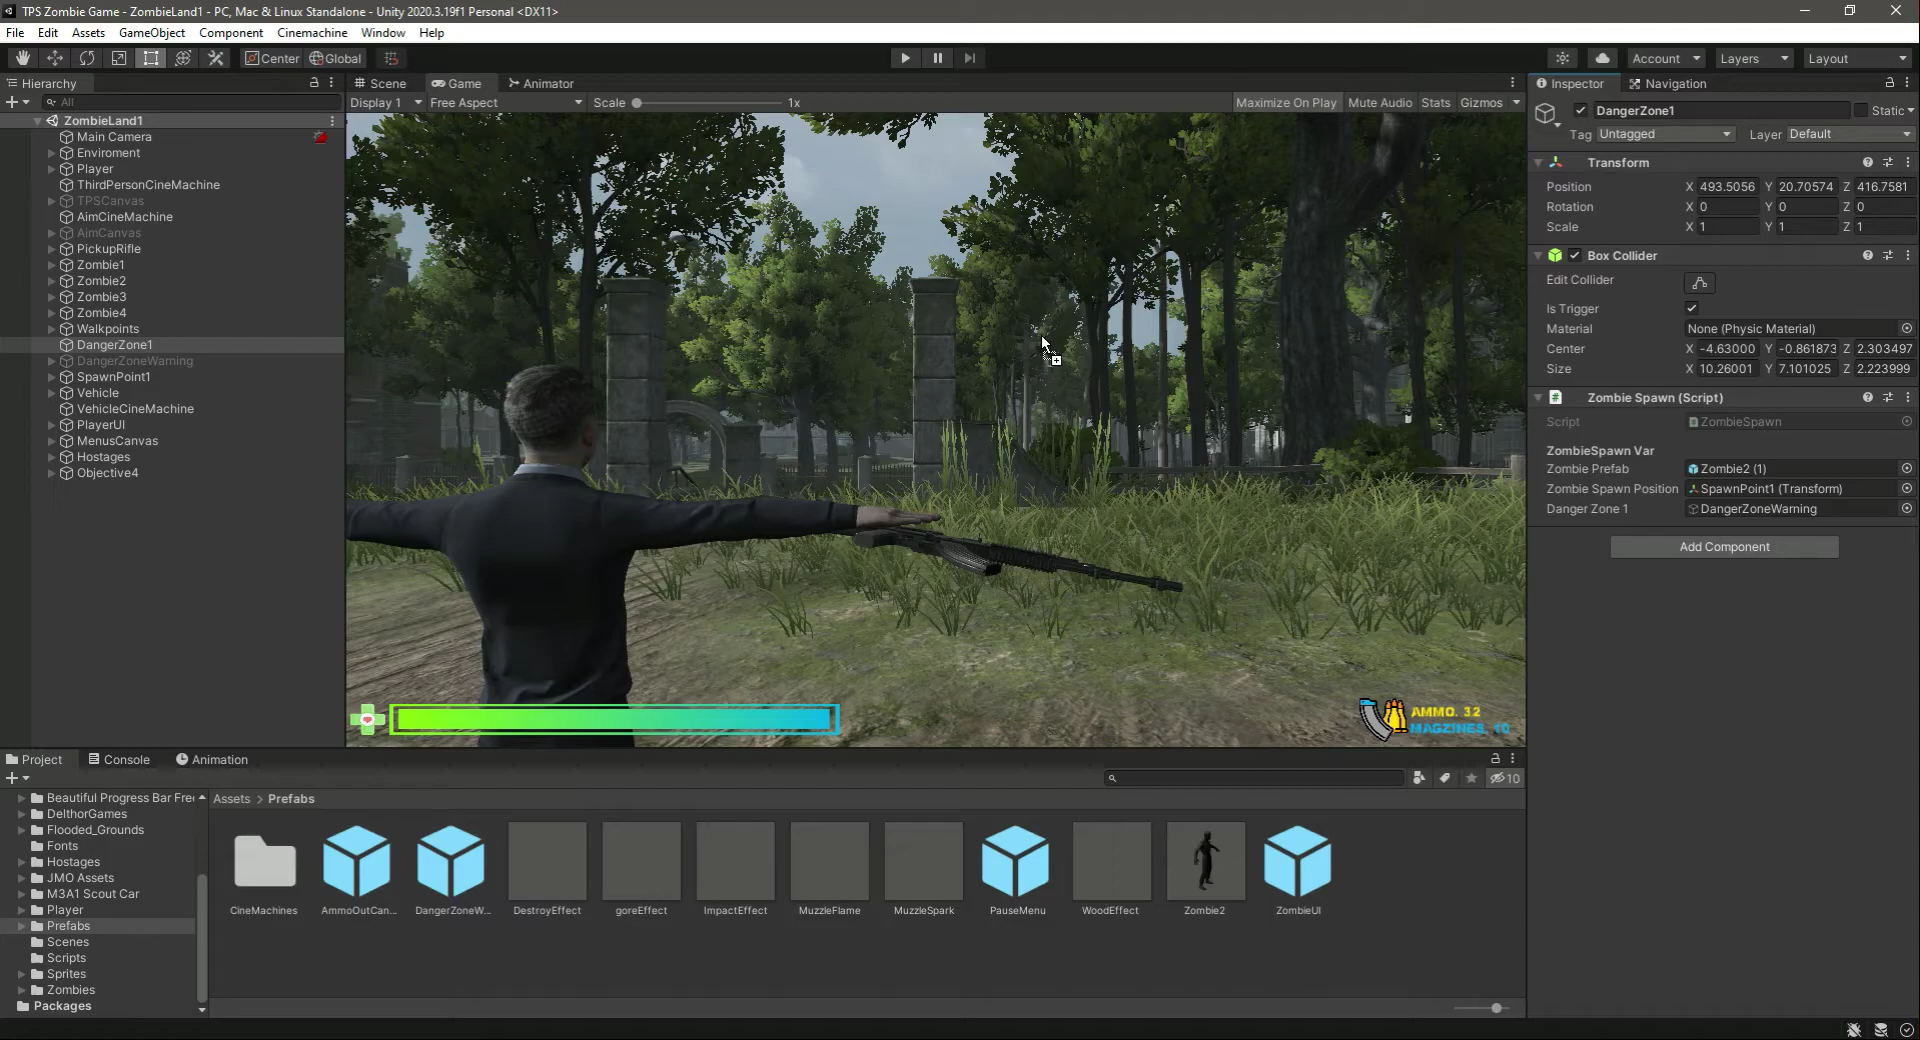 TPS Zombie Game - ZombieLand1 - PC, Mac & Linux Standalone - Unity 2020.3.19f1 Personal <DX11>
File Edit Assets GameObject Component Cinemachine Window Help
Center Global Account Layers Layout
Hierarchy
All
ZombieLand1
Main Camera
Enviroment
Player
ThirdPersonCineMachine
TPSCanvas
AimCineMachine
AimCanvas
PickupRifle
Zombie1
Zombie2
Zombie3
Zombie4
Walkpoints
DangerZone1
DangerZoneWarning
SpawnPoint1
Vehicle
VehicleCineMachine
PlayerUI
MenusCanvas
Hostages
Objective4
Scene Game Animator
Display 1 Free Aspect Scale 1x Maximize On Play Mute Audio Stats Gizmos
AMMO. 32
MAGZINES. 10
Inspector Navigation
DangerZone1 Static
Tag Untagged Layer Default
Transform
Position X 493.5056 Y 20.70574 Z 416.7581
Rotation X 0 Y 0 Z 0
Scale X 1 Y 1 Z 1
Box Collider
Edit Collider
Is Trigger
Material None (Physic Material)
Center X -4.63000 Y -0.861873 Z 2.303497
Size X 10.26001 Y 7.101025 Z 2.223999
Zombie Spawn (Script)
Script ZombieSpawn
ZombieSpawn Var
Zombie Prefab Zombie2 (1)
Zombie Spawn Position SpawnPoint1 (Transform)
Danger Zone 1 DangerZoneWarning
Add Component
Project Console Animation
10
Beautiful Progress Bar Free
DelthorGames
Flooded_Grounds
Fonts
Hostages
JMO Assets
M3A1 Scout Car
Player
Prefabs
Scenes
Scripts
Sprites
Zombies
Packages
Assets > Prefabs
CineMachines AmmoOutCan... DangerZoneW... DestroyEffect goreEffect ImpactEffect MuzzleFlame MuzzleSpark PauseMenu WoodEffect Zombie2 ZombieUI